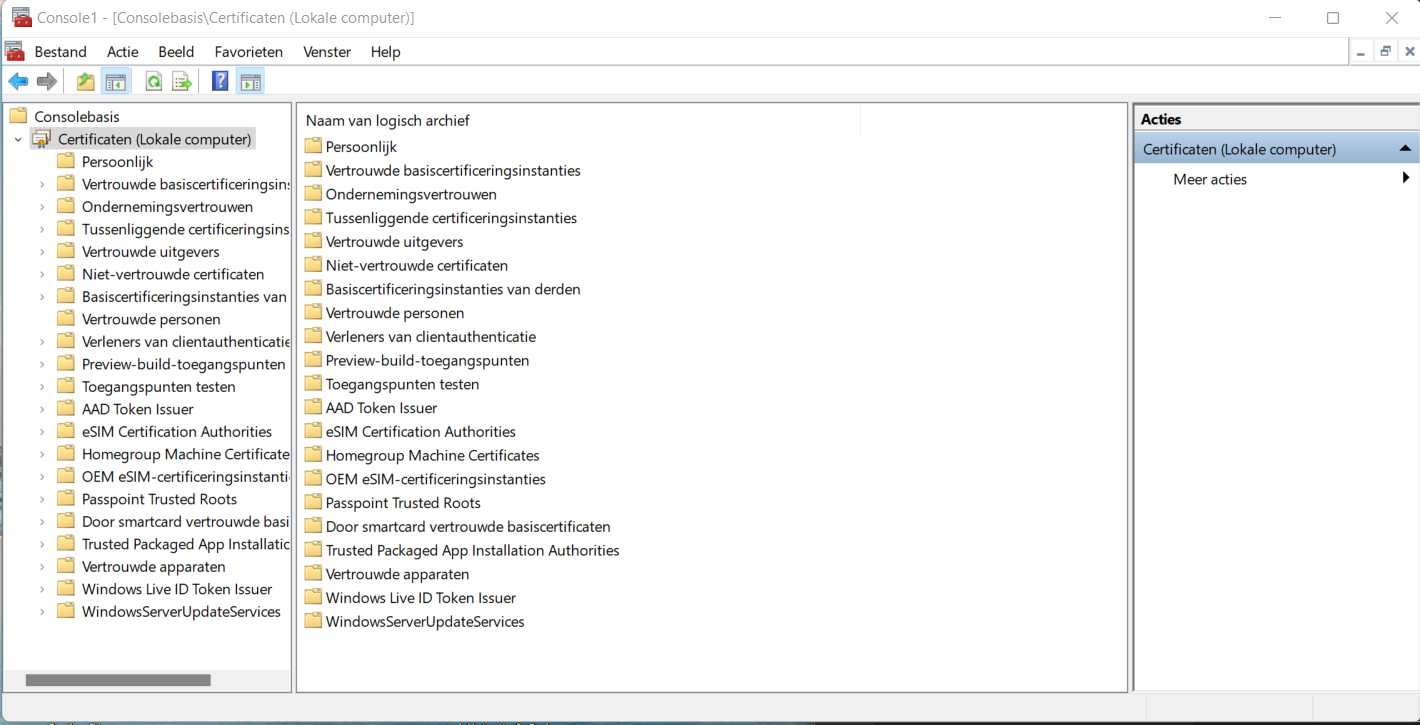 Console1 - [Consolebasis\Certificaten (Lokale computer)]
Bestand Actie Beeld Favorieten Venster Help
Consolebasis
Certificaten (Lokale computer)
Persoonlijk
Vertrouwde basiscertificeringsin
Ondernemingsvertrouwen
Tussenliggende certificeringsins
Vertrouwde uitgevers
Niet-vertrouwde certificaten
Basiscertificeringsinstanties van
Vertrouwde personen
Verleners van clientauthenticatie
Preview-build-toegangspunten
Toegangspunten testen
AAD Token Issuer
eSIM Certification Authorities
Homegroup Machine Certificate
OEM eSIM-certificeringsinstanti
Passpoint Trusted Roots
Door smartcard vertrouwde basi
Trusted Packaged App Installatic
Vertrouwde apparaten
Windows Live ID Token Issuer
WindowsServerUpdateServices
Naam van logisch archief
Persoonlijk
Vertrouwde basiscertificeringsinstanties
Ondernemingsvertrouwen
Tussenliggende certificeringsinstanties
Vertrouwde uitgevers
Niet-vertrouwde certificaten
Basiscertificeringsinstanties van derden
Vertrouwde personen
Verleners van clientauthenticatie
Preview-build-toegangspunten
Toegangspunten testen
AAD Token Issuer
eSIM Certification Authorities
Homegroup Machine Certificates
OEM eSIM-certificeringsinstanties
Passpoint Trusted Roots
Door smartcard vertrouwde basiscertificaten
Trusted Packaged App Installation Authorities
Vertrouwde apparaten
Windows Live ID Token Issuer
WindowsServerUpdateServices
Acties
Certificaten (Lokale computer)
Meer acties